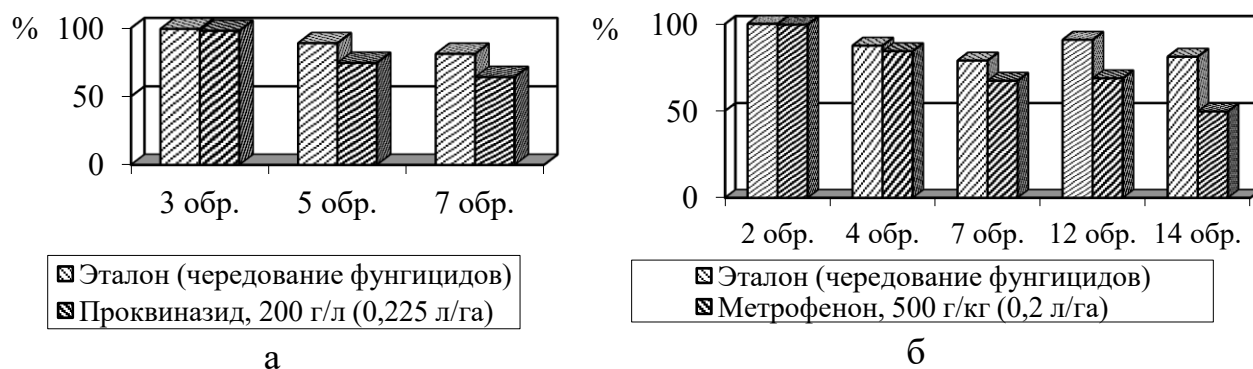 %
100
50
0
3 обр.
5 обр.
7 обр.
Эталон (чередование фунгицидов)
Проквиназид, 200 г/л (0,225 л/га)
а
%
100
50
0
2 обр.
4 обр.
7 обр.
12 обр.
14 обр.
Эталон (чередование фунгицидов)
Метрофенон, 500 г/кг (0,2 л/га)
б